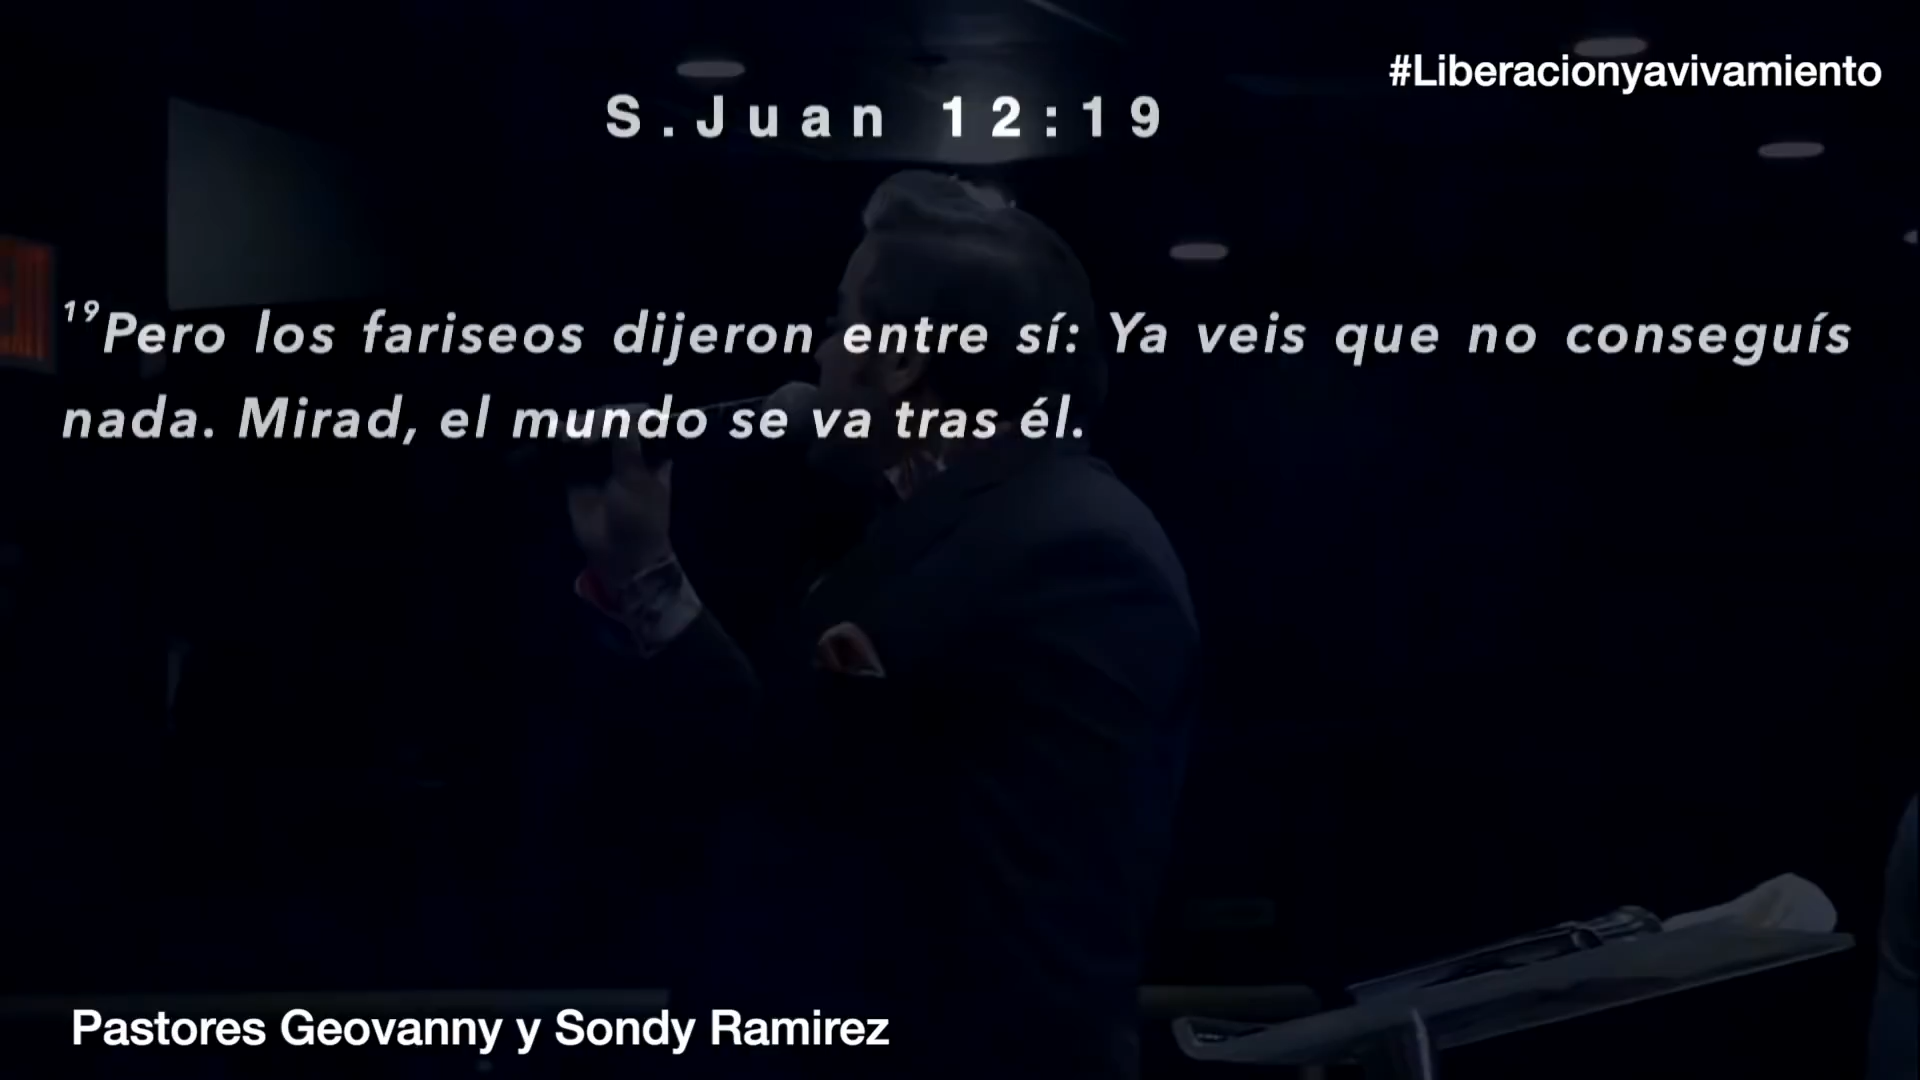 #Liberacionyavivamiento
S.Juan 12:19
¹⁹Pero los fariseos dijeron entre sí: Ya veis que no conseguís
nada. Mirad, el mundo se va tras él.
Pastores Geovanny y Sondy Ramirez